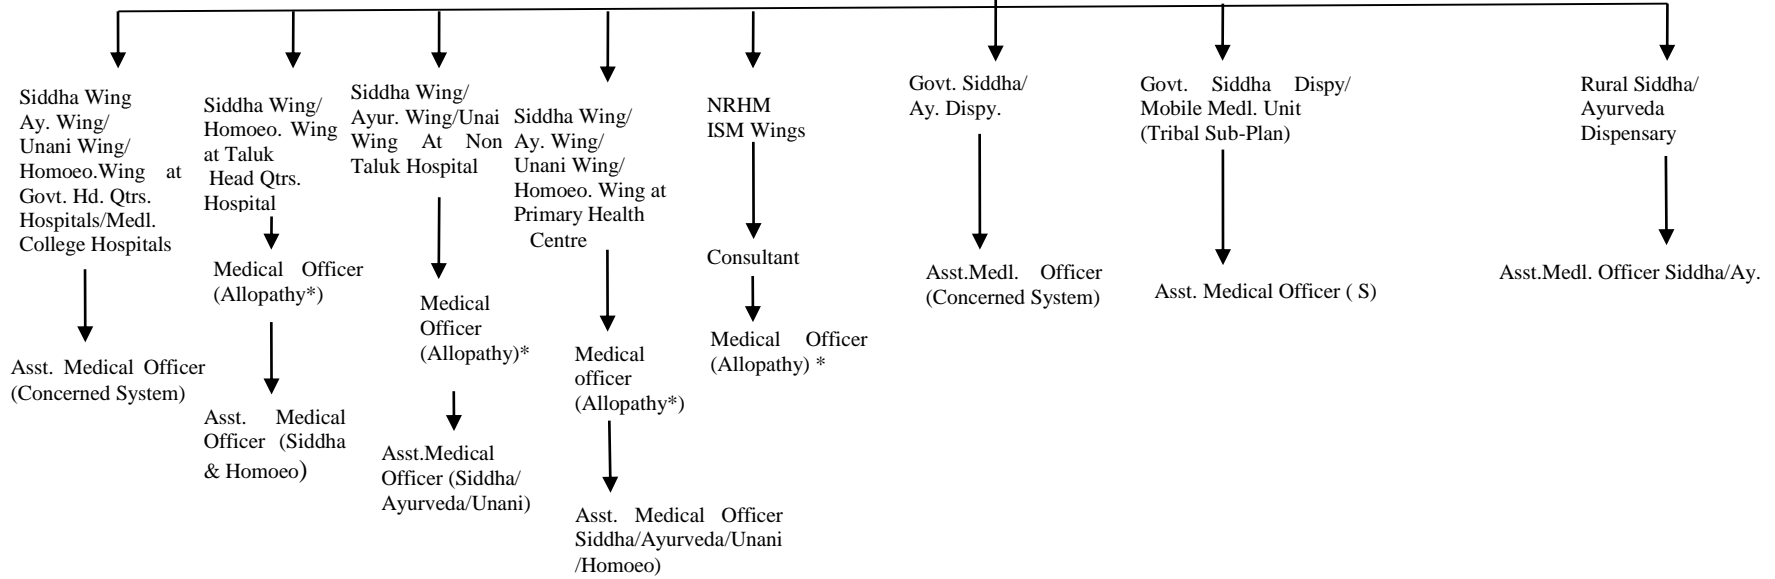 Siddha Wing
Ay. Wing/
Unani Wing/
Homoeo.Wing at
Govt. Hd. Qtrs.
Hospitals/Medl.
College Hospitals
Asst. Medical Officer
(Concerned System)
Siddha Wing/
Homoeo. Wing
at Taluk
Head Qtrs.
Hospital
Medical Officer
(Allopathy*)
Asst. Medical
Officer (Siddha
& Homoeo)
Siddha Wing/
Ayur. Wing/Unai
Wing At Non
Taluk Hospital
Medical
Officer
(Allopathy)*
Asst.Medical
Officer (Siddha/
Ayurveda/Unani)
Siddha Wing/
Ay. Wing/
Unani Wing/
Homoeo. Wing at
Primary Health
Centre
Medical
officer
(Allopathy*)
Asst. Medical Officer
Siddha/Ayurveda/Unani
/Homoeo)
NRHM
ISM Wings
Consultant
Medical Officer
(Allopathy) *
Govt. Siddha/
Ay. Dispy.
Asst.Medl. Officer
(Concerned System)
Govt. Siddha Dispy/
Mobile Medl. Unit
(Tribal Sub-Plan)
Asst. Medical Officer ( S)
Rural Siddha/
Ayurveda
Dispensary
Asst.Medl. Officer Siddha/Ay.